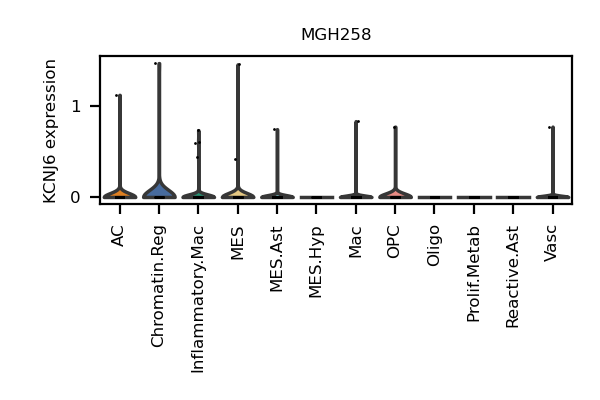 MGH258
KCNJ6 expression
1
0
AC
Chromatin.Reg
Inflammatory.Mac
MES
MES.Ast
MES.Hyp
Mac
OPC
Oligo
Prolif.Metab
Reactive.Ast
Vasc